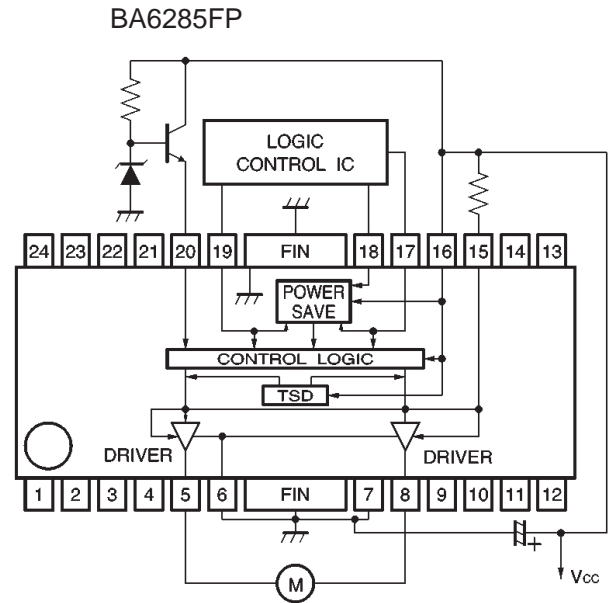 BA6285FP
LOGIC
CONTROL IC
24 23 22 21 20 19 FIN 18 17 16 15 14 13
POWER
SAVE
CONTROL LOGIC
TSD
DRIVER DRIVER
1 2 3 4 5 6 FIN 7 8 9 10 11 12
+
M Vcc